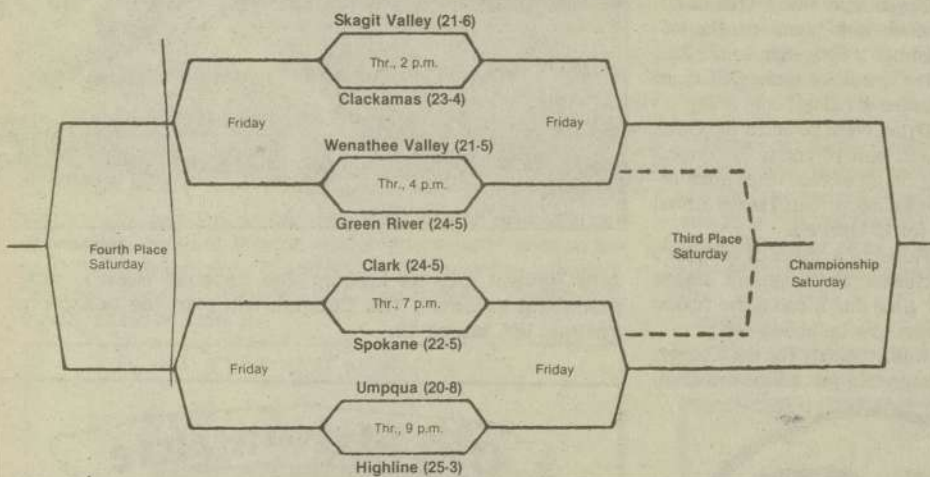 Skagit Valley (21-6)
Thr., 2 p.m.
Clackamas (23-4)
Friday
Friday
Wenathee Valley (21-5)
Thr., 4 p.m.
Green River (24-5)
Fourth Place
Saturday
Third Place
Saturday
Championship
Saturday
Clark (24-5)
Thr., 7 p.m.
Spokane (22-5)
Friday
Friday
Umpqua (20-8)
Thr., 9 p.m.
Highline (25-3)